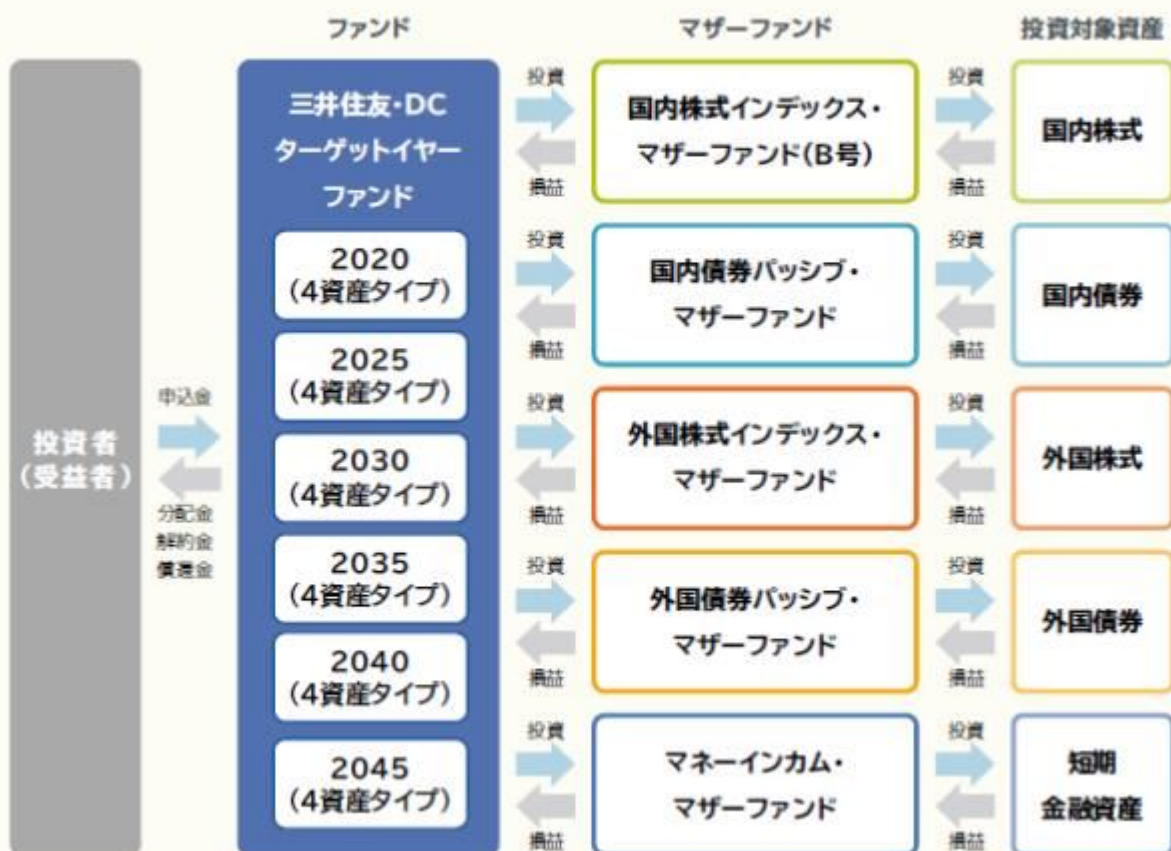 ファンド
マザーファンド
投資対象資産
投資者
(受益者)
申込金
分配金
解約金
償還金
三井住友・DC
ターゲットイヤー
ファンド
2020
(4資産タイプ)
2025
(4資産タイプ)
2030
(4資産タイプ)
2035
(4資産タイプ)
2040
(4資産タイプ)
2045
(4資産タイプ)
投資
損益
国内株式インデックス・
マザーファンド(B号)
投資
損益
国内株式
投資
損益
国内債券パッシブ・
マザーファンド
投資
損益
国内債券
投資
損益
外国株式インデックス・
マザーファンド
投資
損益
外国株式
投資
損益
外国債券パッシブ・
マザーファンド
投資
損益
外国債券
投資
損益
マネーインカム・
マザーファンド
投資
損益
短期
金融資産